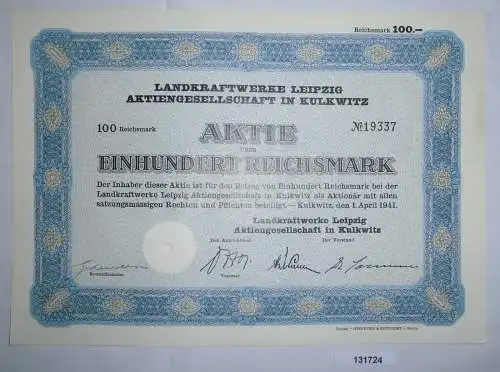 Reichsmark 100.—
LANDKRAFTWERKE LEIPZIG
AKTIENGESELLSCHAFT IN KULKWITZ
100 Reichsmark
AKTIE
№19337
ÜBER
EINHUNDERT REICHSMARK
Der Inhaber dieser Aktie ist für den Betrag von Einhundert Reichsmark bei der
Landkraftwerke Leipzig Aktiengesellschaft in Kulkwitz als Aktionär mit allen
satzungsmässigen Rechten und Pflichten beteiligt. — Kulkwitz, den 1. April 1941.
Landkraftwerke Leipzig
Aktiengesellschaft in Kulkwitz
Der Aufsichtsrat
Der Vorstand
Kontrollbeamter
Vorsitzer
131724